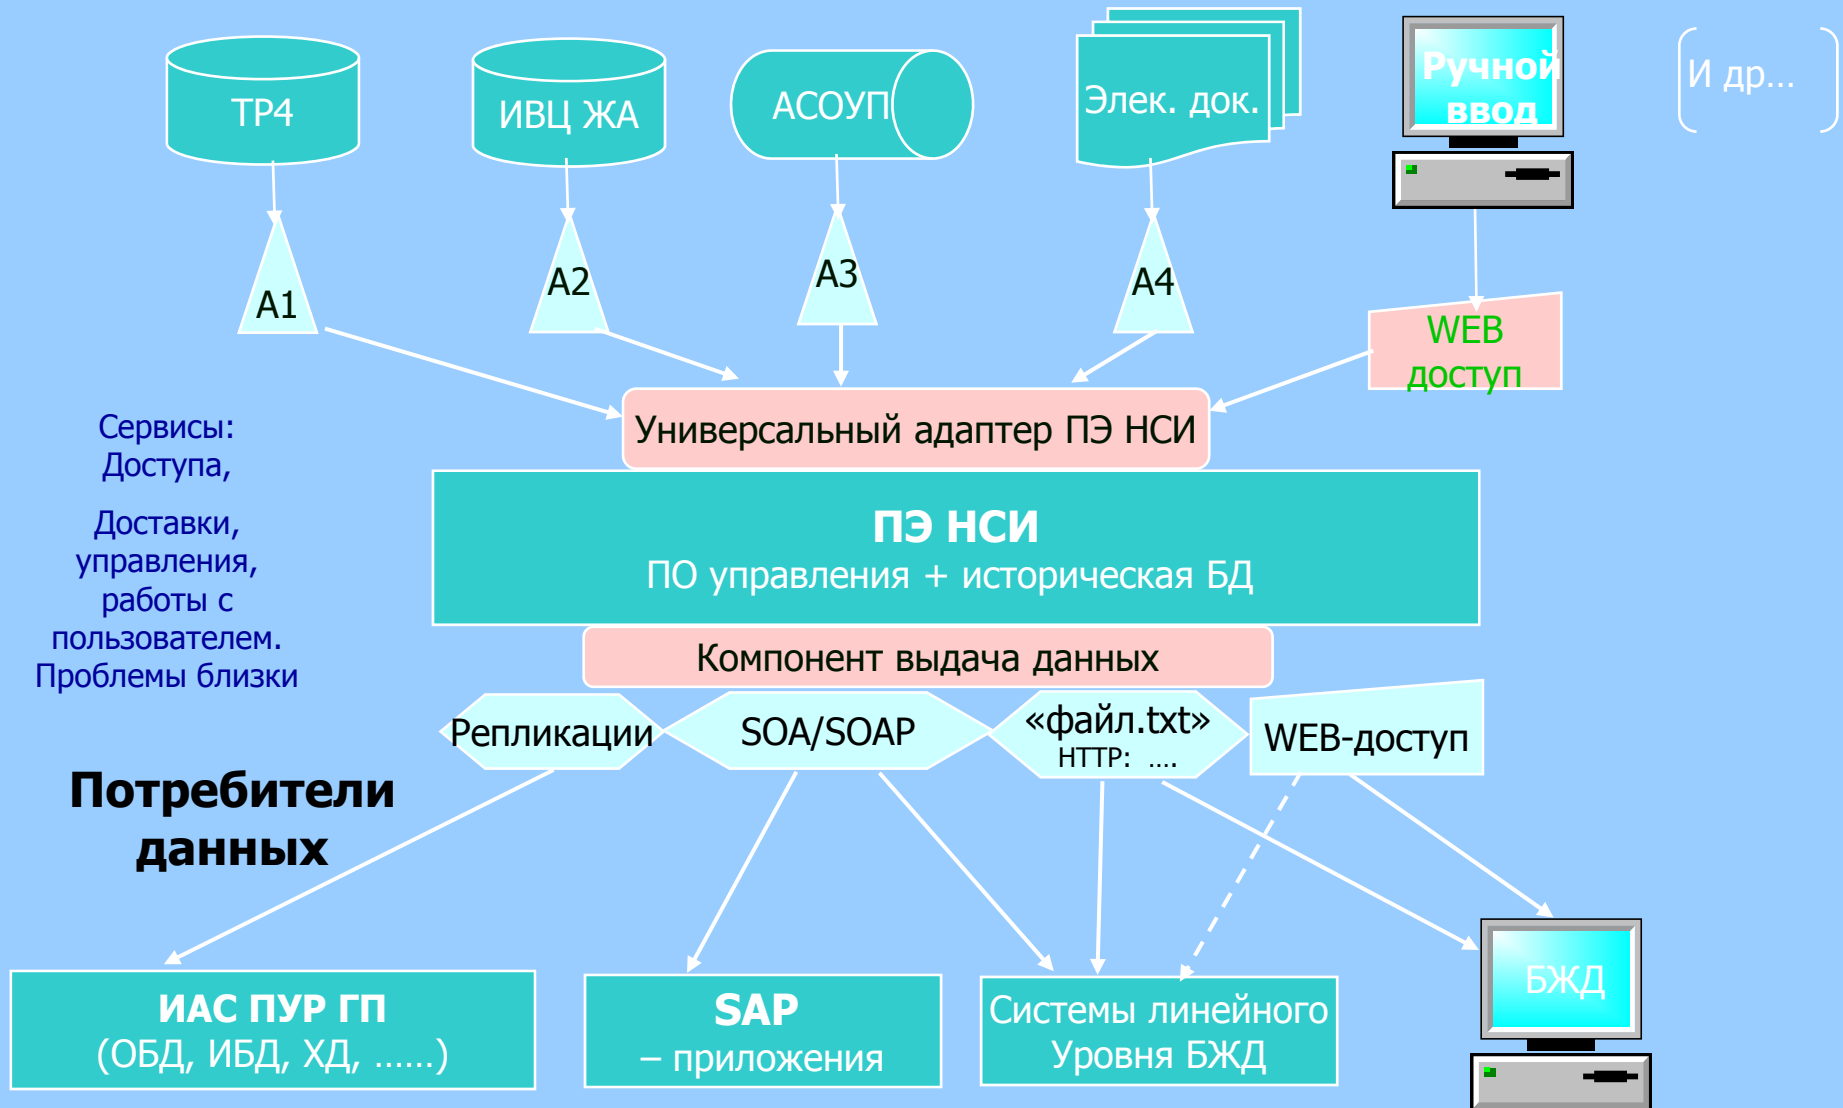 ТР4
ИВЦ ЖА
АСОУП
Элек. док.
Ручной
ввод
И др...
А1
А2
А3
А4
WEB
доступ
Универсальный адаптер ПЭ НСИ
Сервисы:
Доступа,
Доставки,
управления,
работы с
пользователем.
Проблемы близки
ПЭ НСИ
ПО управления + историческая БД
Компонент выдача данных
Репликации
SOA/SOAP
«файл.txt»
HTTP: ....
WEB-доступ
Потребители
данных
ИАС ПУР ГП
(ОБД, ИБД, ХД, ......)
SAP
– приложения
Системы линейного
Уровня БЖД
БЖД